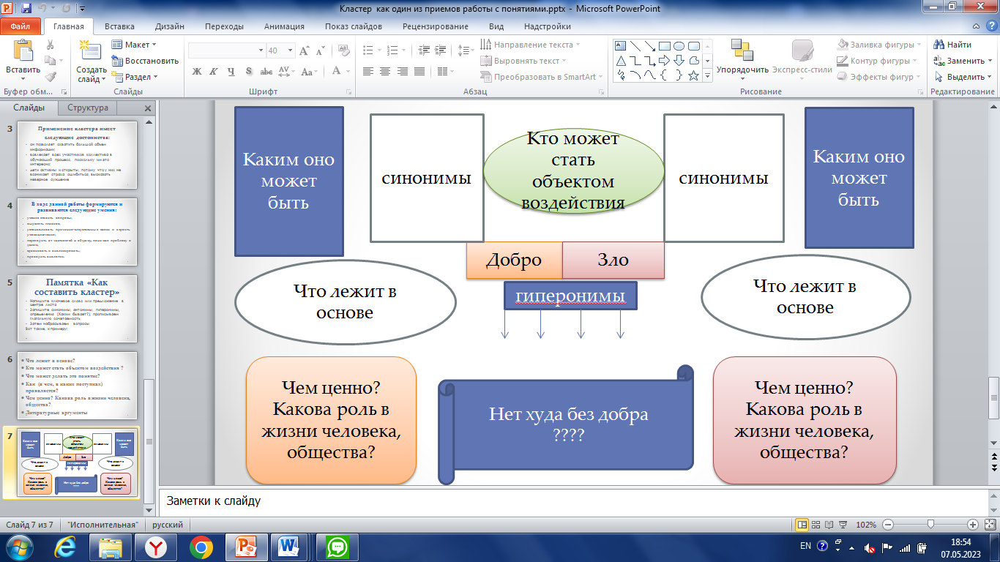 Кластер как один из приемов работы с понятиями.pptx - Microsoft PowerPoint
Файл Главная Вставка Дизайн Переходы Анимация Показ слайдов Рецензирование Вид Надстройки
Вставить
Буфер обм...
Создать слайд
Макет
Восстановить
Раздел
Слайды
40
Ж К Ч S abc AV Aa A
Шрифт
Направление текста
Выровнять текст
Преобразовать в SmartArt
Абзац
Упорядочить
Экспресс-стили
Заливка фигуры
Контур фигуры
Эффекты фигур
Рисование
Найти
Заменить
Выделить
Редактирование
Слайды Структура
3
Применение кластера имеет
следующие достоинства:
он позволяет охватить большой объем
информации;
вовлекает всех участников коллектива в
обучающий процесс, поскольку им это
интересно;
дети активны и открыты, потому что у них не
возникает страха ошибиться, высказать
неверное суждение
4
В ходе данной работы формируются и
развиваются следующие умения:
5
Памятка «Как
составить кластер»
Напишите ключевое слово или предложение в
центре листа
Запишите синонимы, антонимы, гиперонимы,
определения (Каким бывает?), прописываем
глагольную сочетаемость
Затем набрасываем вопросы
Вот такие, к примеру:
6
Что лежит в основе?
Кто может стать объектом воздействия ?
Что может делать это понятие?
Как (в чем, в каких поступках)
проявляется?
Чем ценно? Какова роль в жизни человека,
общества?
Литературные аргументы
7
Каким оно
может
быть
синонимы
Кто может
стать
объектом
воздействия
синонимы
Каким оно
может
быть
Добро Зло
гиперонимы
Что лежит в
основе
Что лежит в
основе
Чем ценно?
Какова роль в
жизни человека,
общества?
Нет худа без добра
????
Чем ценно?
Какова роль в
жизни человека,
общества?
Заметки к слайду
Слайд 7 из 7 "Исполнительная" русский 102%
EN 18:54
07.05.2023